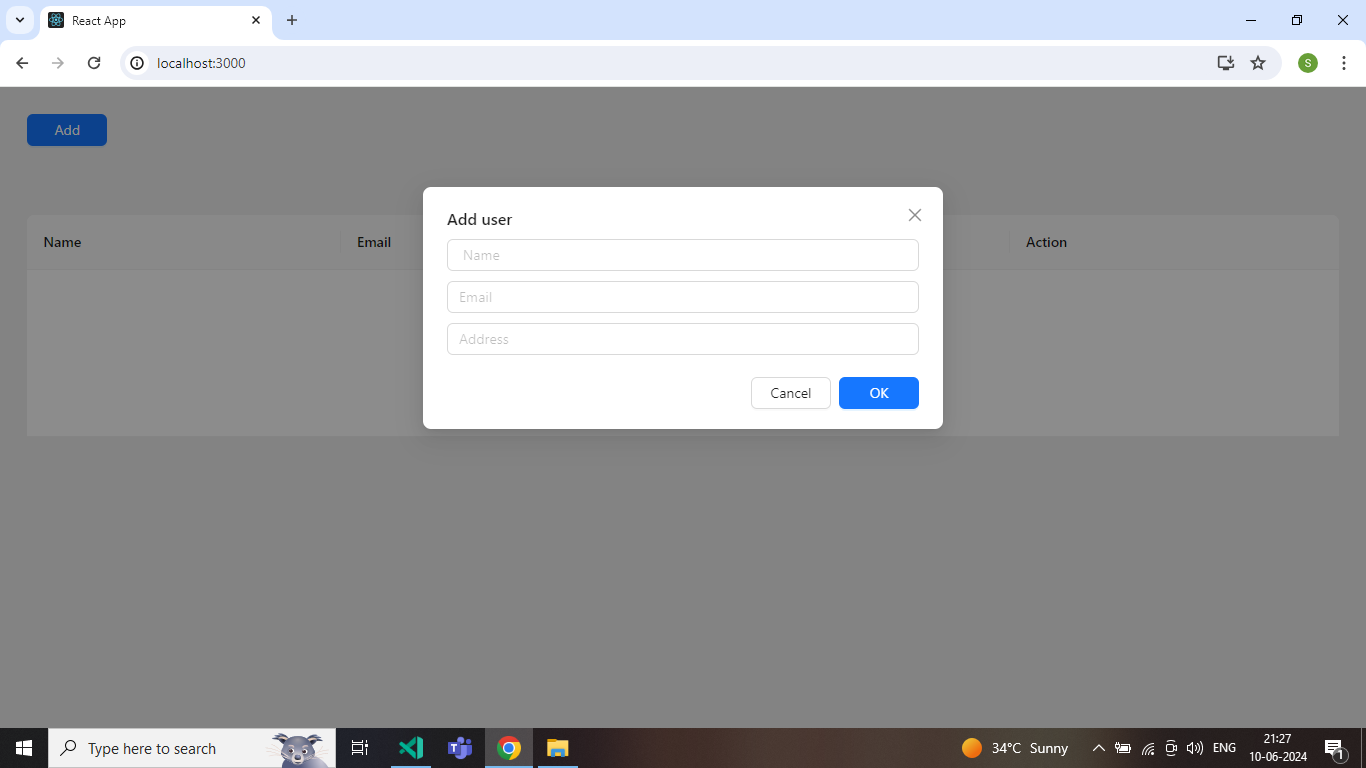 React App
localhost:3000
S
Add
Name
Email
Action
Add user
Name
Email
Address
Cancel
OK
Type here to search
34°C Sunny
ENG
21:27
10-06-2024
1